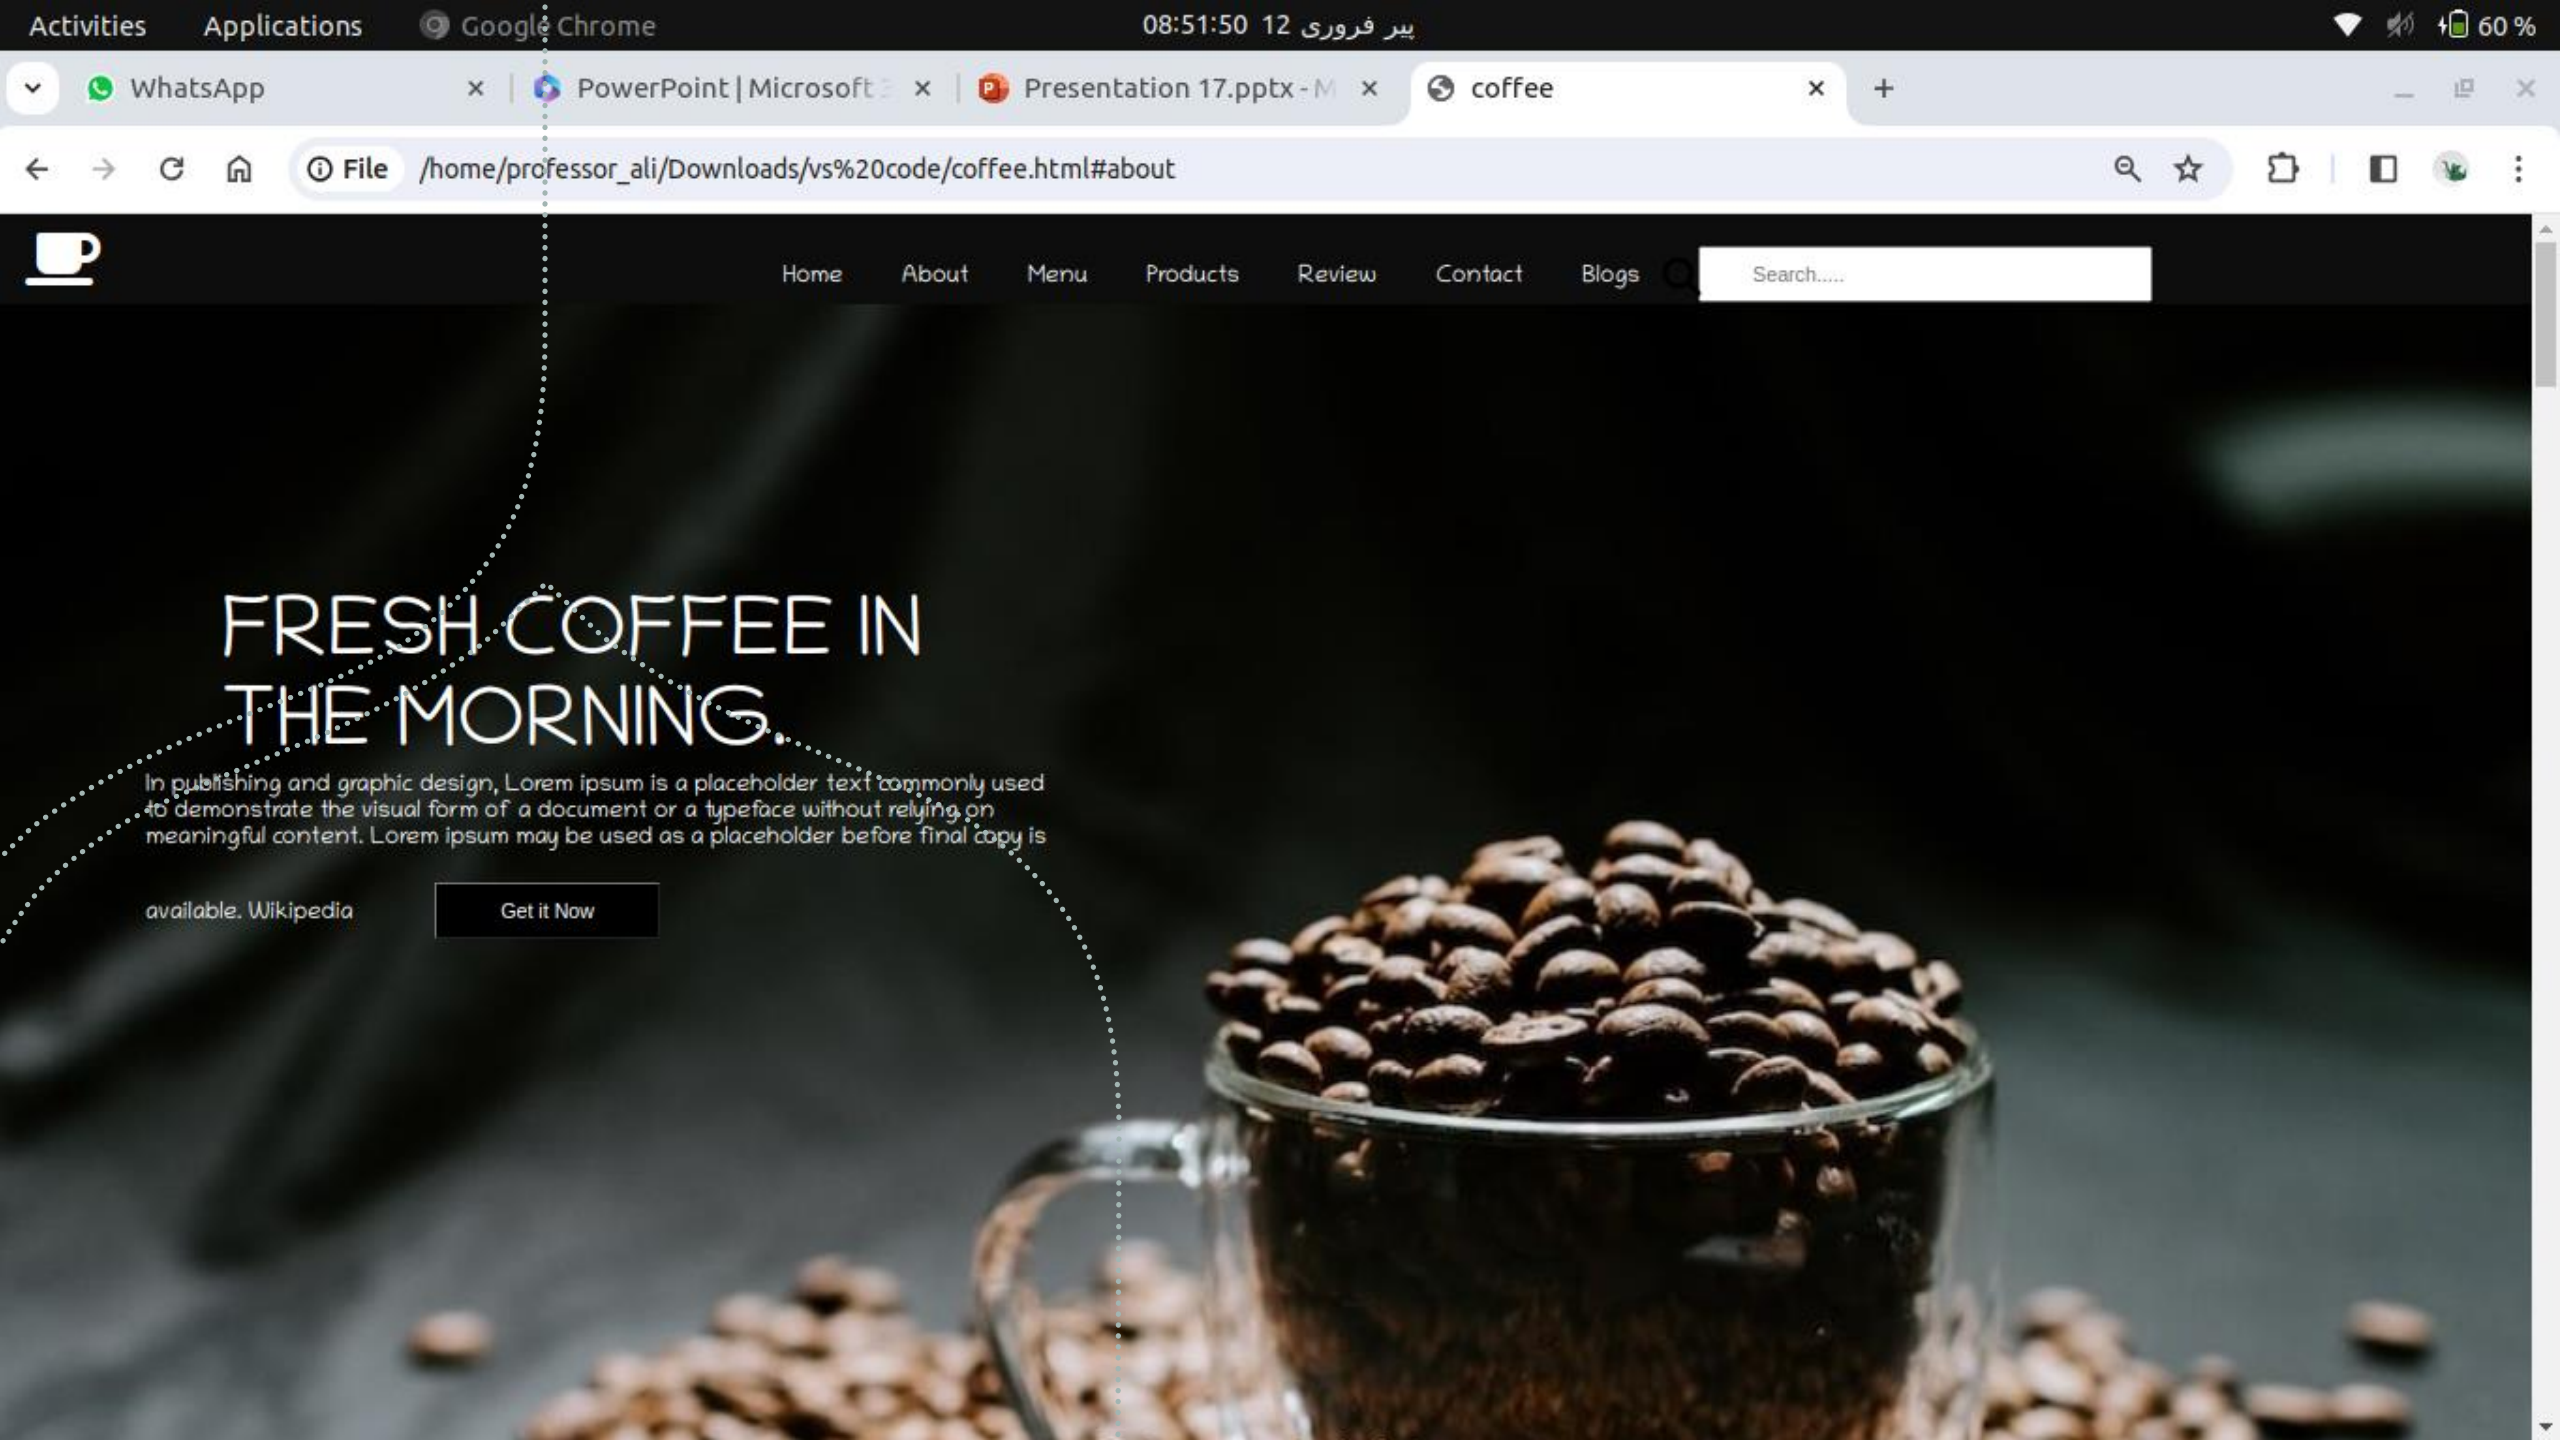 Activities Applications Google Chrome پیر فروری 12 08:51:50 60 %
WhatsApp PowerPoint | Microsoft 3 Presentation 17.pptx - M coffee
File /home/professor_ali/Downloads/vs%20code/coffee.html#about
Home About Menu Products Review Contact Blogs Search.....
FRESH COFFEE IN
THE MORNING.
In publishing and graphic design, Lorem ipsum is a placeholder text commonly used
to demonstrate the visual form of a document or a typeface without relying on
meaningful content. Lorem ipsum may be used as a placeholder before final copy is
available. Wikipedia Get it Now